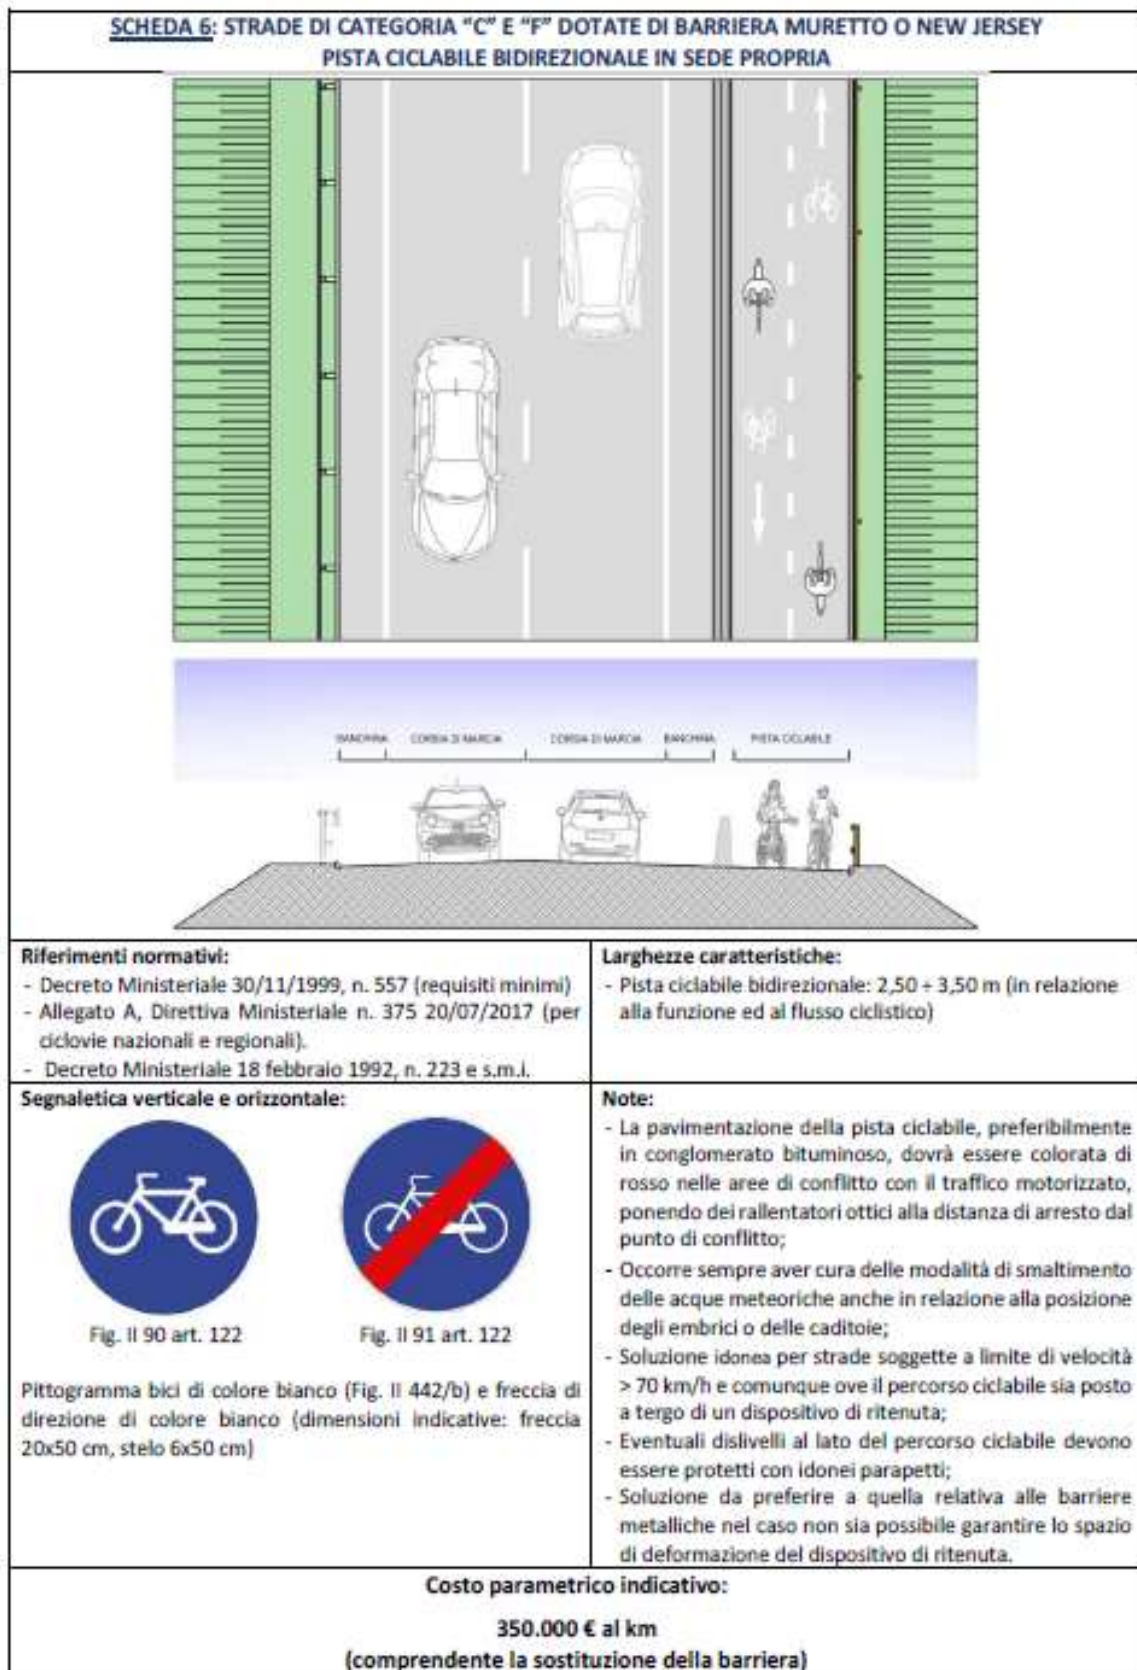 SCHEDA 6: STRADE DI CATEGORIA “C” E “F” DOTATE DI BARRIERA MURETTO O NEW JERSEY
PISTA CICLABILE BIDIREZIONALE IN SEDE PROPRIA
BANCHINA CORSIA DI MARCIA CORSIA DI MARCIA BANCHINA PISTA CICLABILE
Riferimenti normativi:
- Decreto Ministeriale 30/11/1999, n. 557 (requisiti minimi)
- Allegato A, Direttiva Ministeriale n. 375 20/07/2017 (per
ciclovie nazionali e regionali).
- Decreto Ministeriale 18 febbraio 1992, n. 223 e s.m.i.
Larghezze caratteristiche:
- Pista ciclabile bidirezionale: 2,50 ÷ 3,50 m (in relazione
alla funzione ed al flusso ciclistico)
Segnaletica verticale e orizzontale:
Fig. II 90 art. 122
Fig. II 91 art. 122
Pittogramma bici di colore bianco (Fig. II 442/b) e freccia di
direzione di colore bianco (dimensioni indicative: freccia
20x50 cm, stelo 6x50 cm)
Note:
- La pavimentazione della pista ciclabile, preferibilmente
in conglomerato bituminoso, dovrà essere colorata di
rosso nelle aree di conflitto con il traffico motorizzato,
ponendo dei rallentatori ottici alla distanza di arresto dal
punto di conflitto;
- Occorre sempre aver cura delle modalità di smaltimento
delle acque meteoriche anche in relazione alla posizione
degli embrici o delle caditoie;
- Soluzione idonea per strade soggette a limite di velocità
> 70 km/h e comunque ove il percorso ciclabile sia posto
a tergo di un dispositivo di ritenuta;
- Eventuali dislivelli al lato del percorso ciclabile devono
essere protetti con idonei parapetti;
- Soluzione da preferire a quella relativa alle barriere
metalliche nel caso non sia possibile garantire lo spazio
di deformazione del dispositivo di ritenuta.
Costo parametrico indicativo:
350.000 € al km
(comprendente la sostituzione della barriera)